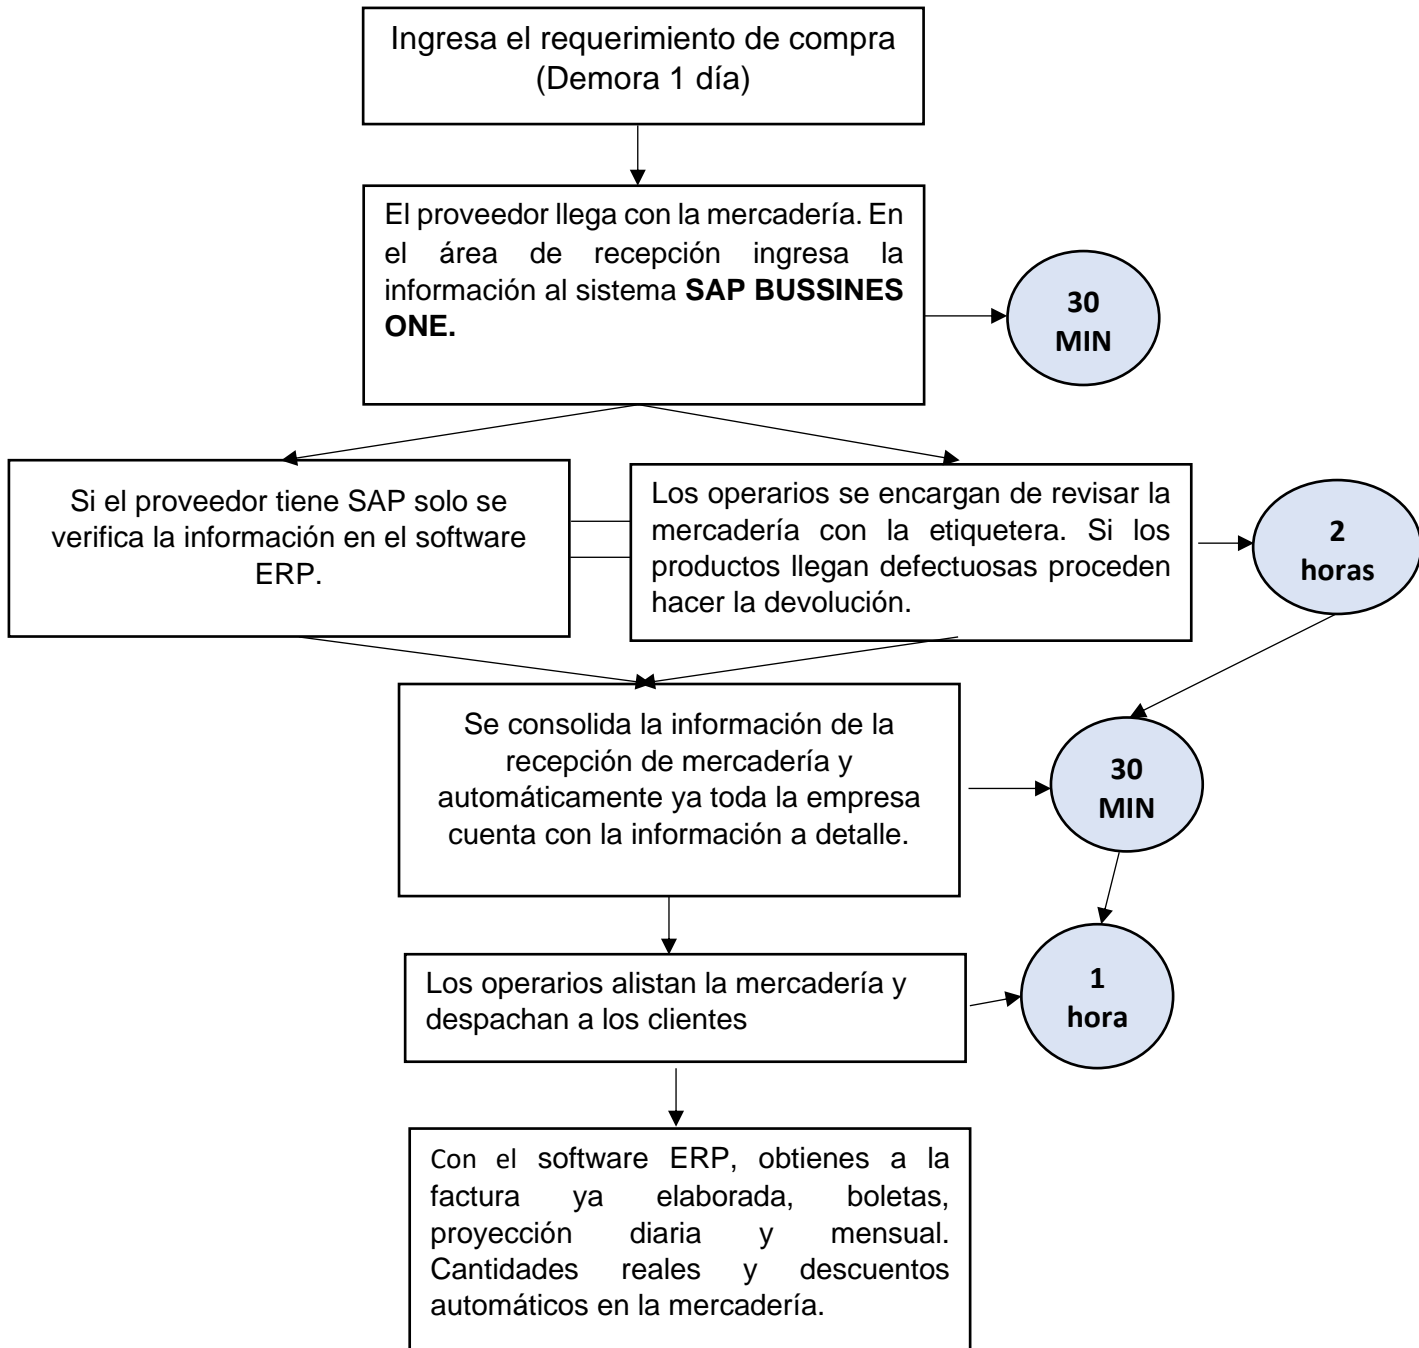 Ingresa el requerimiento de compra
(Demora 1 día)
El proveedor llega con la mercadería. En
el área de recepción ingresa la
información al sistema SAP BUSSINES
ONE.
30
MIN
Si el proveedor tiene SAP solo se
verifica la información en el software
ERP.
Los operarios se encargan de revisar la
mercadería con la etiquetera. Si los
productos llegan defectuosas proceden
hacer la devolución.
2
horas
Se consolida la información de la
recepción de mercadería y
automáticamente ya toda la empresa
cuenta con la información a detalle.
30
MIN
Los operarios alistan la mercadería y
despachan a los clientes
1
hora
Con el software ERP, obtienes a la
factura ya elaborada, boletas,
proyección diaria y mensual.
Cantidades reales y descuentos
automáticos en la mercadería.